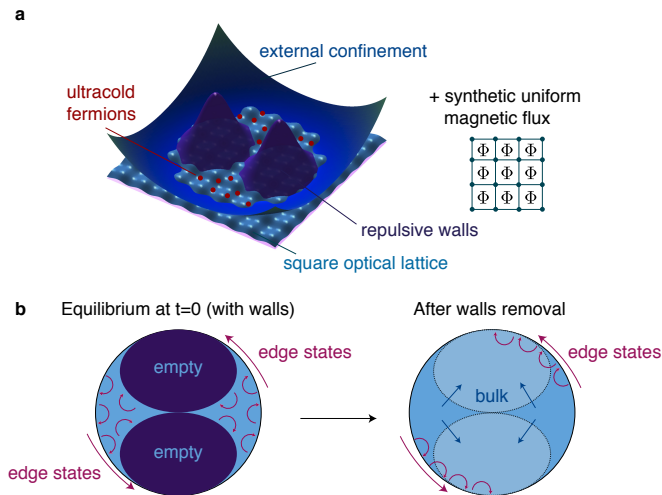 a
external confinement
ultracold
fermions
+ synthetic uniform
magnetic flux
Φ Φ Φ
Φ Φ Φ
Φ Φ Φ
repulsive walls
square optical lattice
b
Equilibrium at t=0 (with walls)
After walls removal
empty
edge states
edge states
bulk
empty
edge states